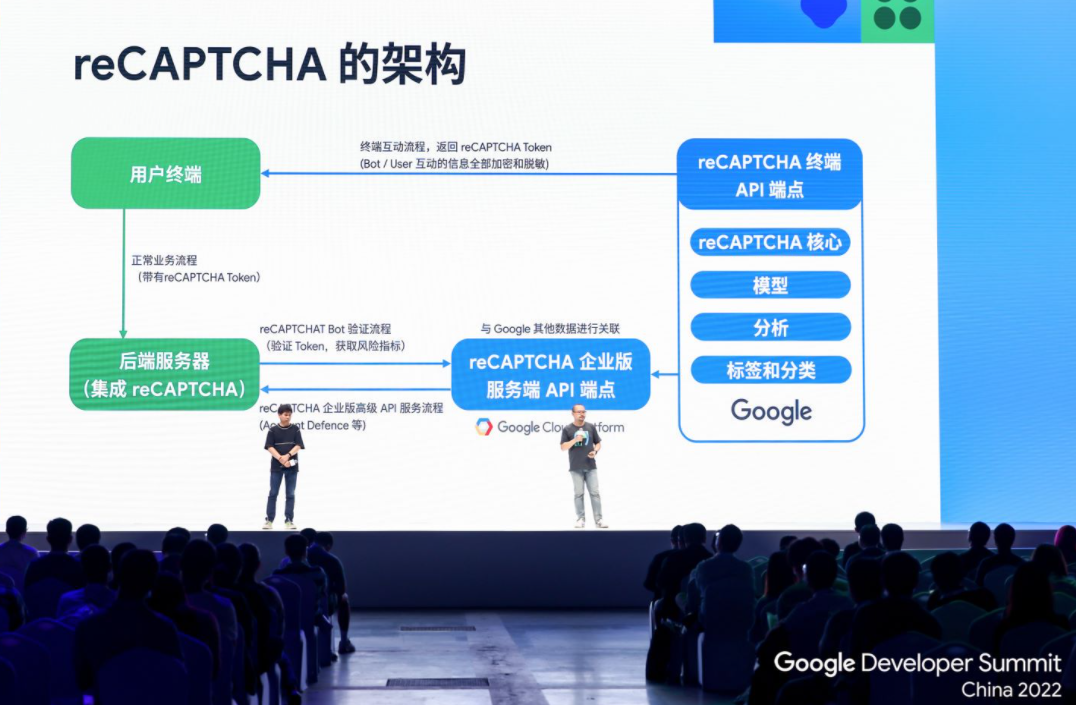 reCAPTCHA 的架构
终端互动流程，返回 reCAPTCHA Token
(Bot / User 互动的信息全部加密和脱敏)
用户终端
reCAPTCHA 终端
API 端点
reCAPTCHA 核心
模型
分析
标签和分类
Google
正常业务流程
（带有reCAPTCHA Token）
reCAPTCHAT Bot 验证流程
（验证 Token，获取风险指标）
与 Google 其他数据进行关联
后端服务器
（集成 reCAPTCHA）
reCAPTCHA 企业版
服务端 API 端点
reCAPTCHA 企业版高级 API 服务流程
Defence 等)
Google
Google Developer Summit
China 2022